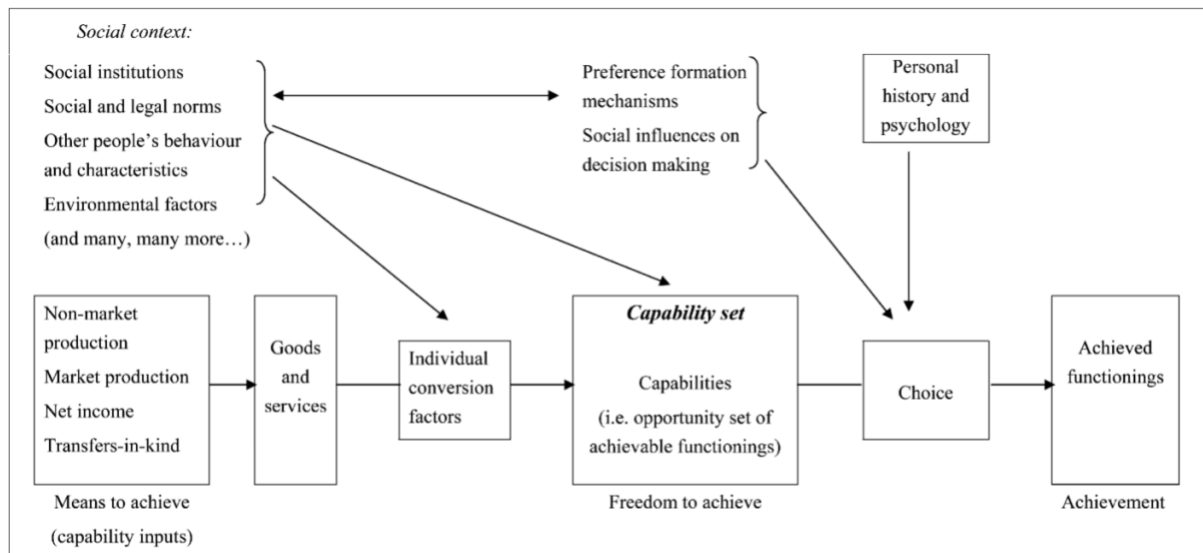 Social context:
Social institutions
Social and legal norms
Other people's behaviour
and characteristics
Environmental factors
(and many, many more…)
Preference formation
mechanisms
Social influences on
decision making
Personal
history and
psychology
Non-market
production
Market production
Net income
Transfers-in-kind
Means to achieve
(capability inputs)
Goods
and
services
Individual
conversion
factors
Capability set
Capabilities
(i.e. opportunity set of
achievable functionings)
Freedom to achieve
Choice
Achieved
functionings
Achievement